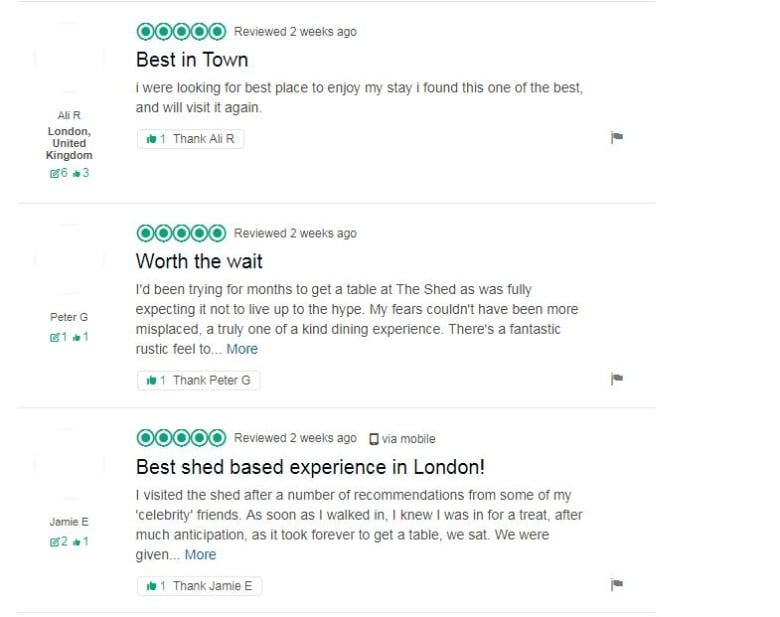 Reviewed 2 weeks ago
Best in Town
i were looking for best place to enjoy my stay i found this one of the best,
and will visit it again.
Ali R
London,
United
Kingdom
6 3
1 Thank Ali R
Reviewed 2 weeks ago
Worth the wait
I'd been trying for months to get a table at The Shed as was fully
expecting it not to live up to the hype. My fears couldn't have been more
misplaced, a truly one of a kind dining experience. There's a fantastic
rustic feel to... More
Peter G
1 1
1 Thank Peter G
Reviewed 2 weeks ago via mobile
Best shed based experience in London!
I visited the shed after a number of recommendations from some of my
'celebrity' friends. As soon as I walked in, I knew I was in for a treat, after
much anticipation, as it took forever to get a table, we sat. We were
given... More
Jamie E
2 1
1 Thank Jamie E